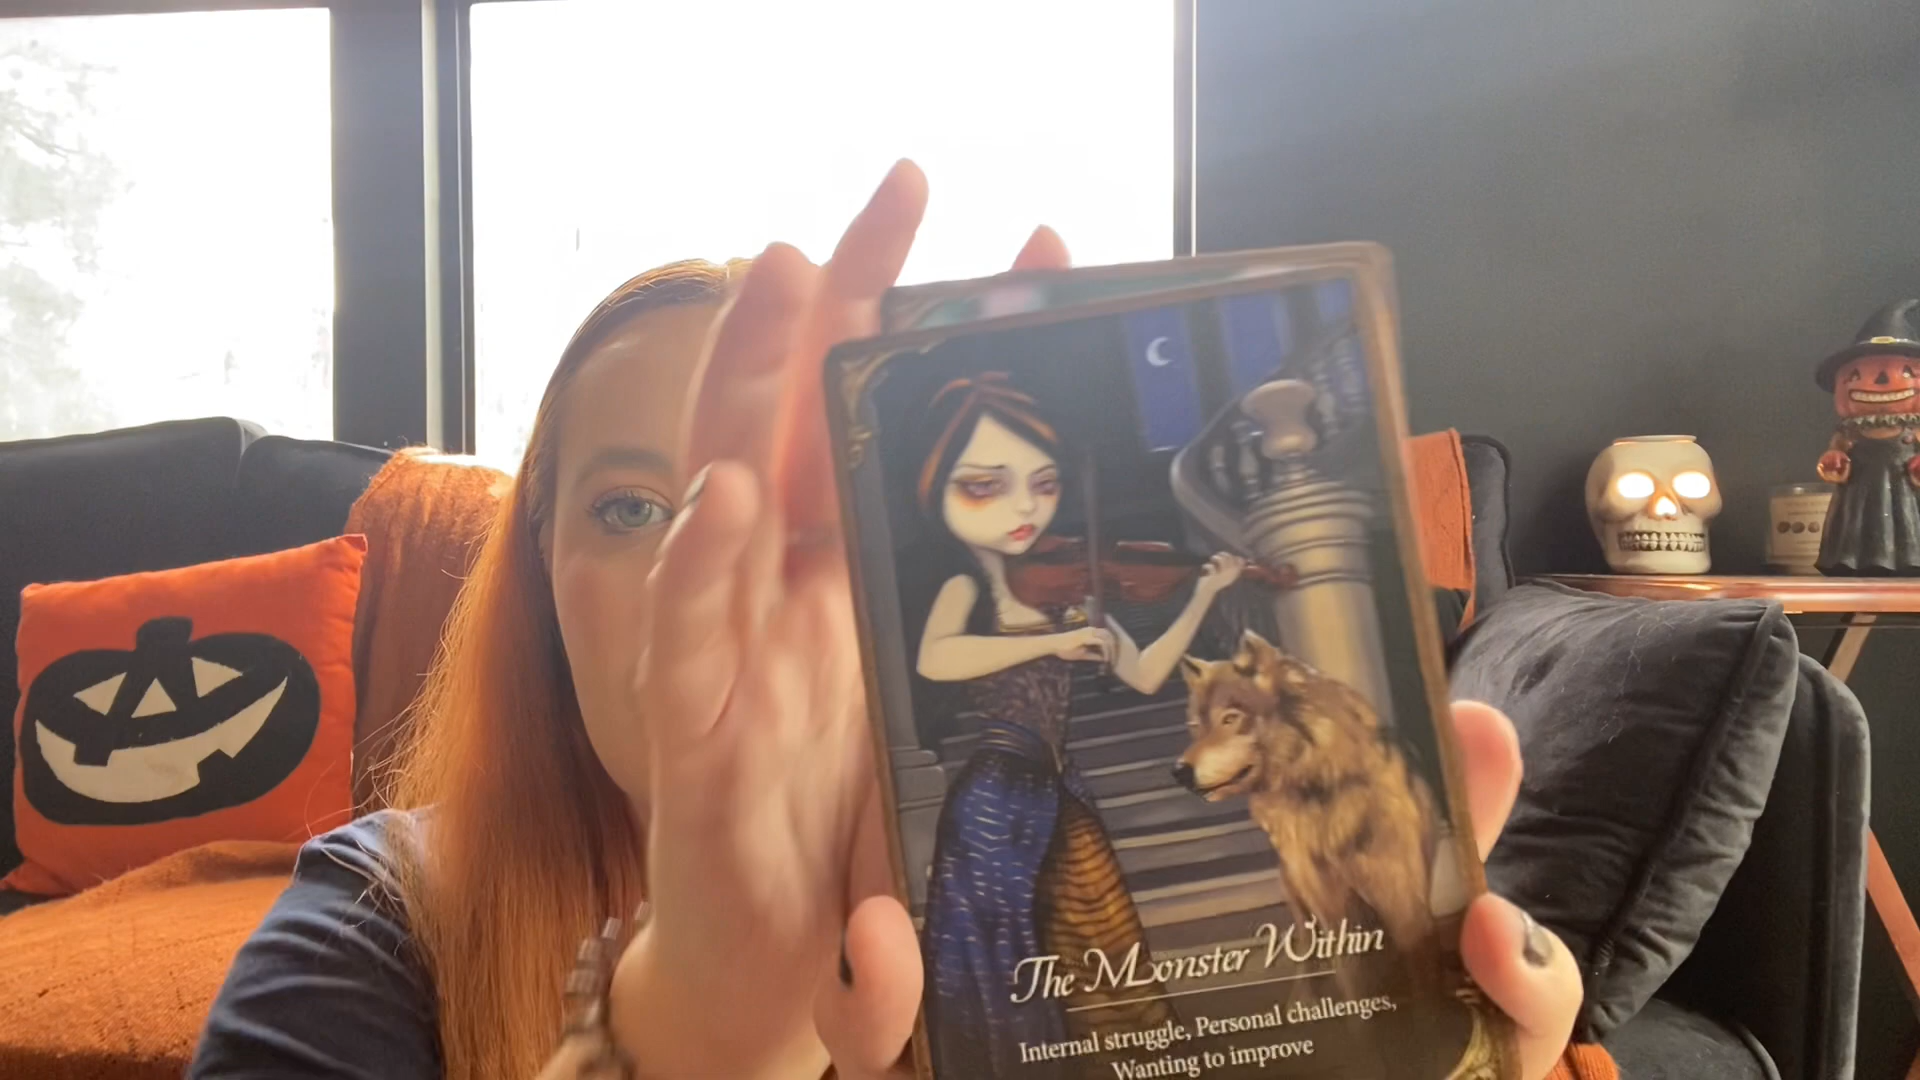 The Monster Within
Internal struggle, Personal challenges,
Wanting to improve